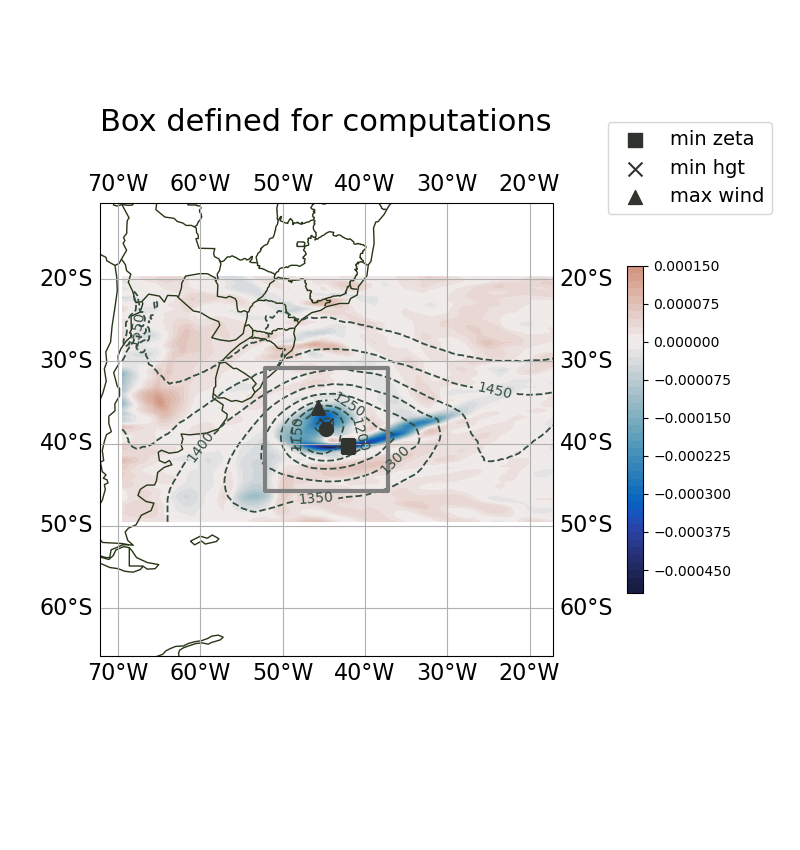 Box defined for computations
min zeta
min hgt
max wind
70°W 60°W 50°W 40°W 30°W 20°W
0.000150
0.000075
0.000000
−0.000075
−0.000150
−0.000225
−0.000300
−0.000375
−0.000450
20°S 20°S
30°S 30°S
40°S 40°S
50°S 50°S
60°S 60°S
1450
1250
1150
1200
1400
1300
1350
70°W 60°W 50°W 40°W 30°W 20°W